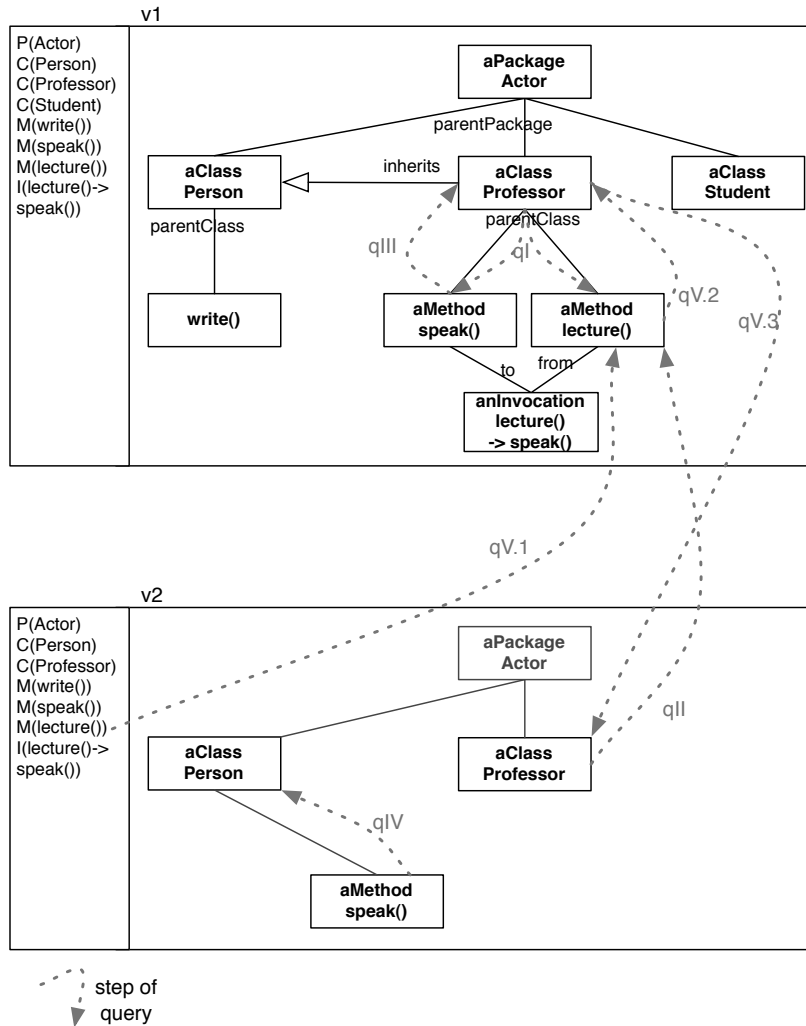 v1
P(Actor)
C(Person)
C(Professor)
C(Student)
M(write())
M(speak())
M(lecture())
I(lecture()->
speak())
aPackage
Actor
parentPackage
aClass
Person
inherits
aClass
Professor
aClass
Student
parentClass
parentClass
qIII
qI
write()
aMethod
speak()
aMethod
lecture()
qV.2
qV.3
to
from
anInvocation
lecture()
-> speak()
qV.1
v2
P(Actor)
C(Person)
C(Professor)
M(write())
M(speak())
M(lecture())
I(lecture()->
speak())
aPackage
Actor
qII
aClass
Person
aClass
Professor
qIV
aMethod
speak()
step of
query